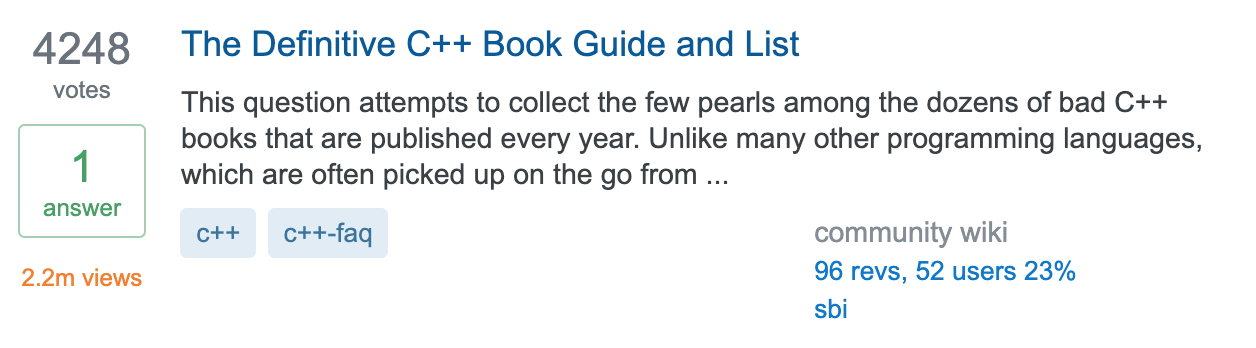 4248
votes
1
answer
2.2m views
The Definitive C++ Book Guide and List
This question attempts to collect the few pearls among the dozens of bad C++
books that are published every year. Unlike many other programming languages,
which are often picked up on the go from ...
c++ c++-faq
community wiki
96 revs, 52 users 23%
sbi